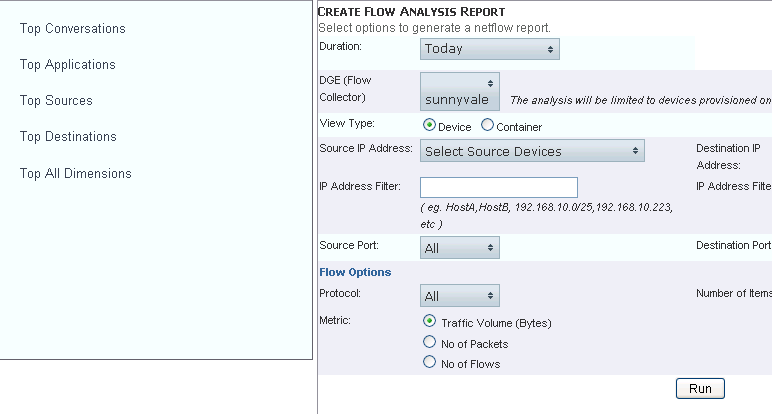 Top Conversations
Top Applications
Top Sources
Top Destinations
Top All Dimensions
CREATE FLOW ANALYSIS REPORT
Select options to generate a netflow report.
Duration: Today
DGE (Flow Collector) sunnyvale The analysis will be limited to devices provisioned on
View Type: Device Container
Source IP Address: Select Source Devices Destination IP Address:
IP Address Filter: IP Address Filte
( eg. HostA,HostB, 192.168.10.0/25,192.168.10.223,
etc )
Source Port: All Destination Port
Flow Options
Protocol: All Number of Items
Metric: Traffic Volume (Bytes)
No of Packets
No of Flows
Run